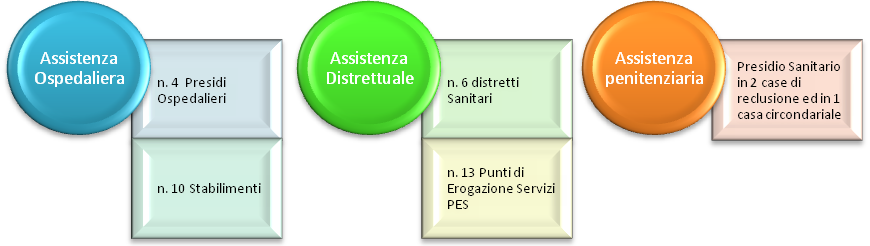 Assistenza
Ospedaliera
n. 4 Presidi
Ospedalieri
n. 10 Stabilimenti
Assistenza
Distrettuale
n. 6 distretti
Sanitari
n. 13 Punti di
Erogazione Servizi
PES
Assistenza
penitenziaria
Presidio Sanitario
in 2 case di
reclusione ed in 1
casa circondariale